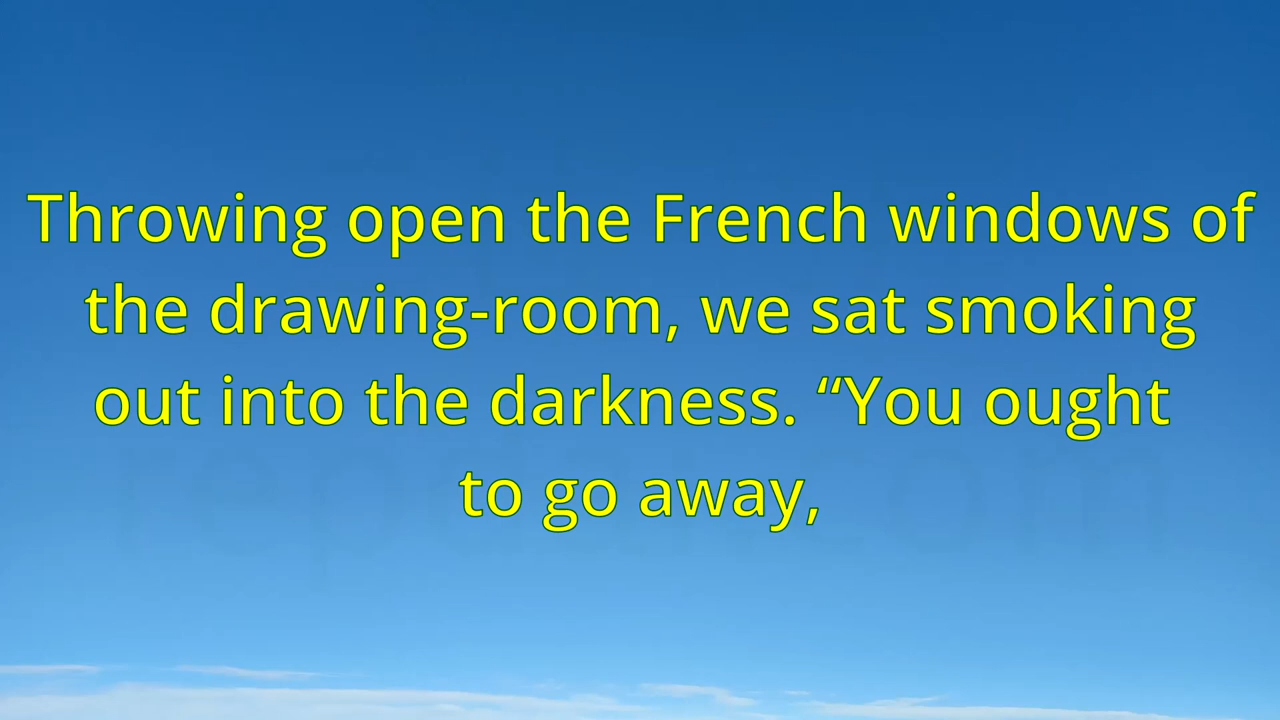 Throwing open the French windows of
the drawing-room, we sat smoking
out into the darkness. “You ought
to go away,